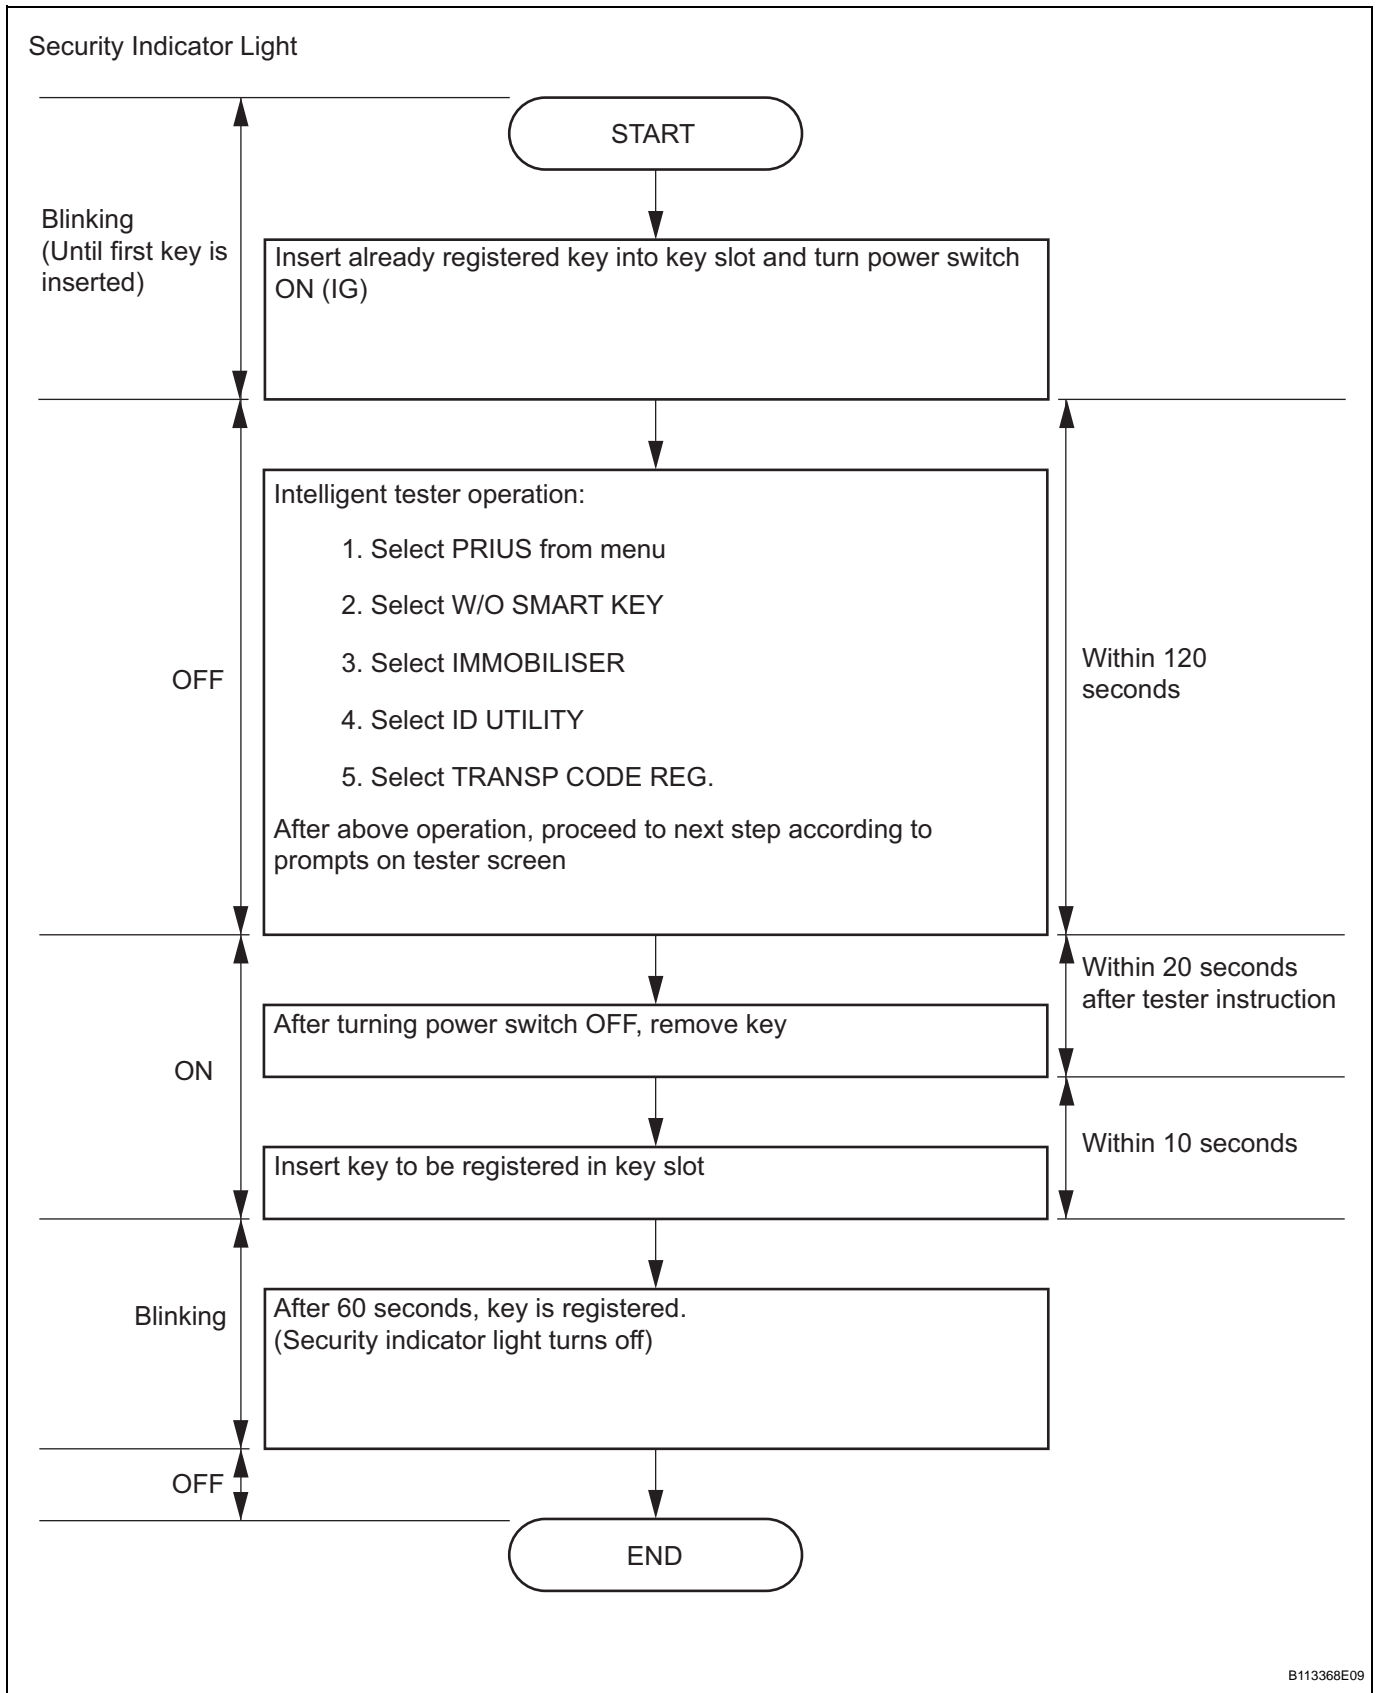 Security Indicator Light
START
Blinking
(Until first key is
inserted)
Insert already registered key into key slot and turn power switch
ON (IG)
Intelligent tester operation:
1. Select PRIUS from menu
2. Select W/O SMART KEY
3. Select IMMOBILISER
4. Select ID UTILITY
5. Select TRANSP CODE REG.
After above operation, proceed to next step according to
prompts on tester screen
OFF
Within 120
seconds
Within 20 seconds
after tester instruction
After turning power switch OFF, remove key
ON
Within 10 seconds
Insert key to be registered in key slot
Blinking
After 60 seconds, key is registered.
(Security indicator light turns off)
OFF
END
B113368E09